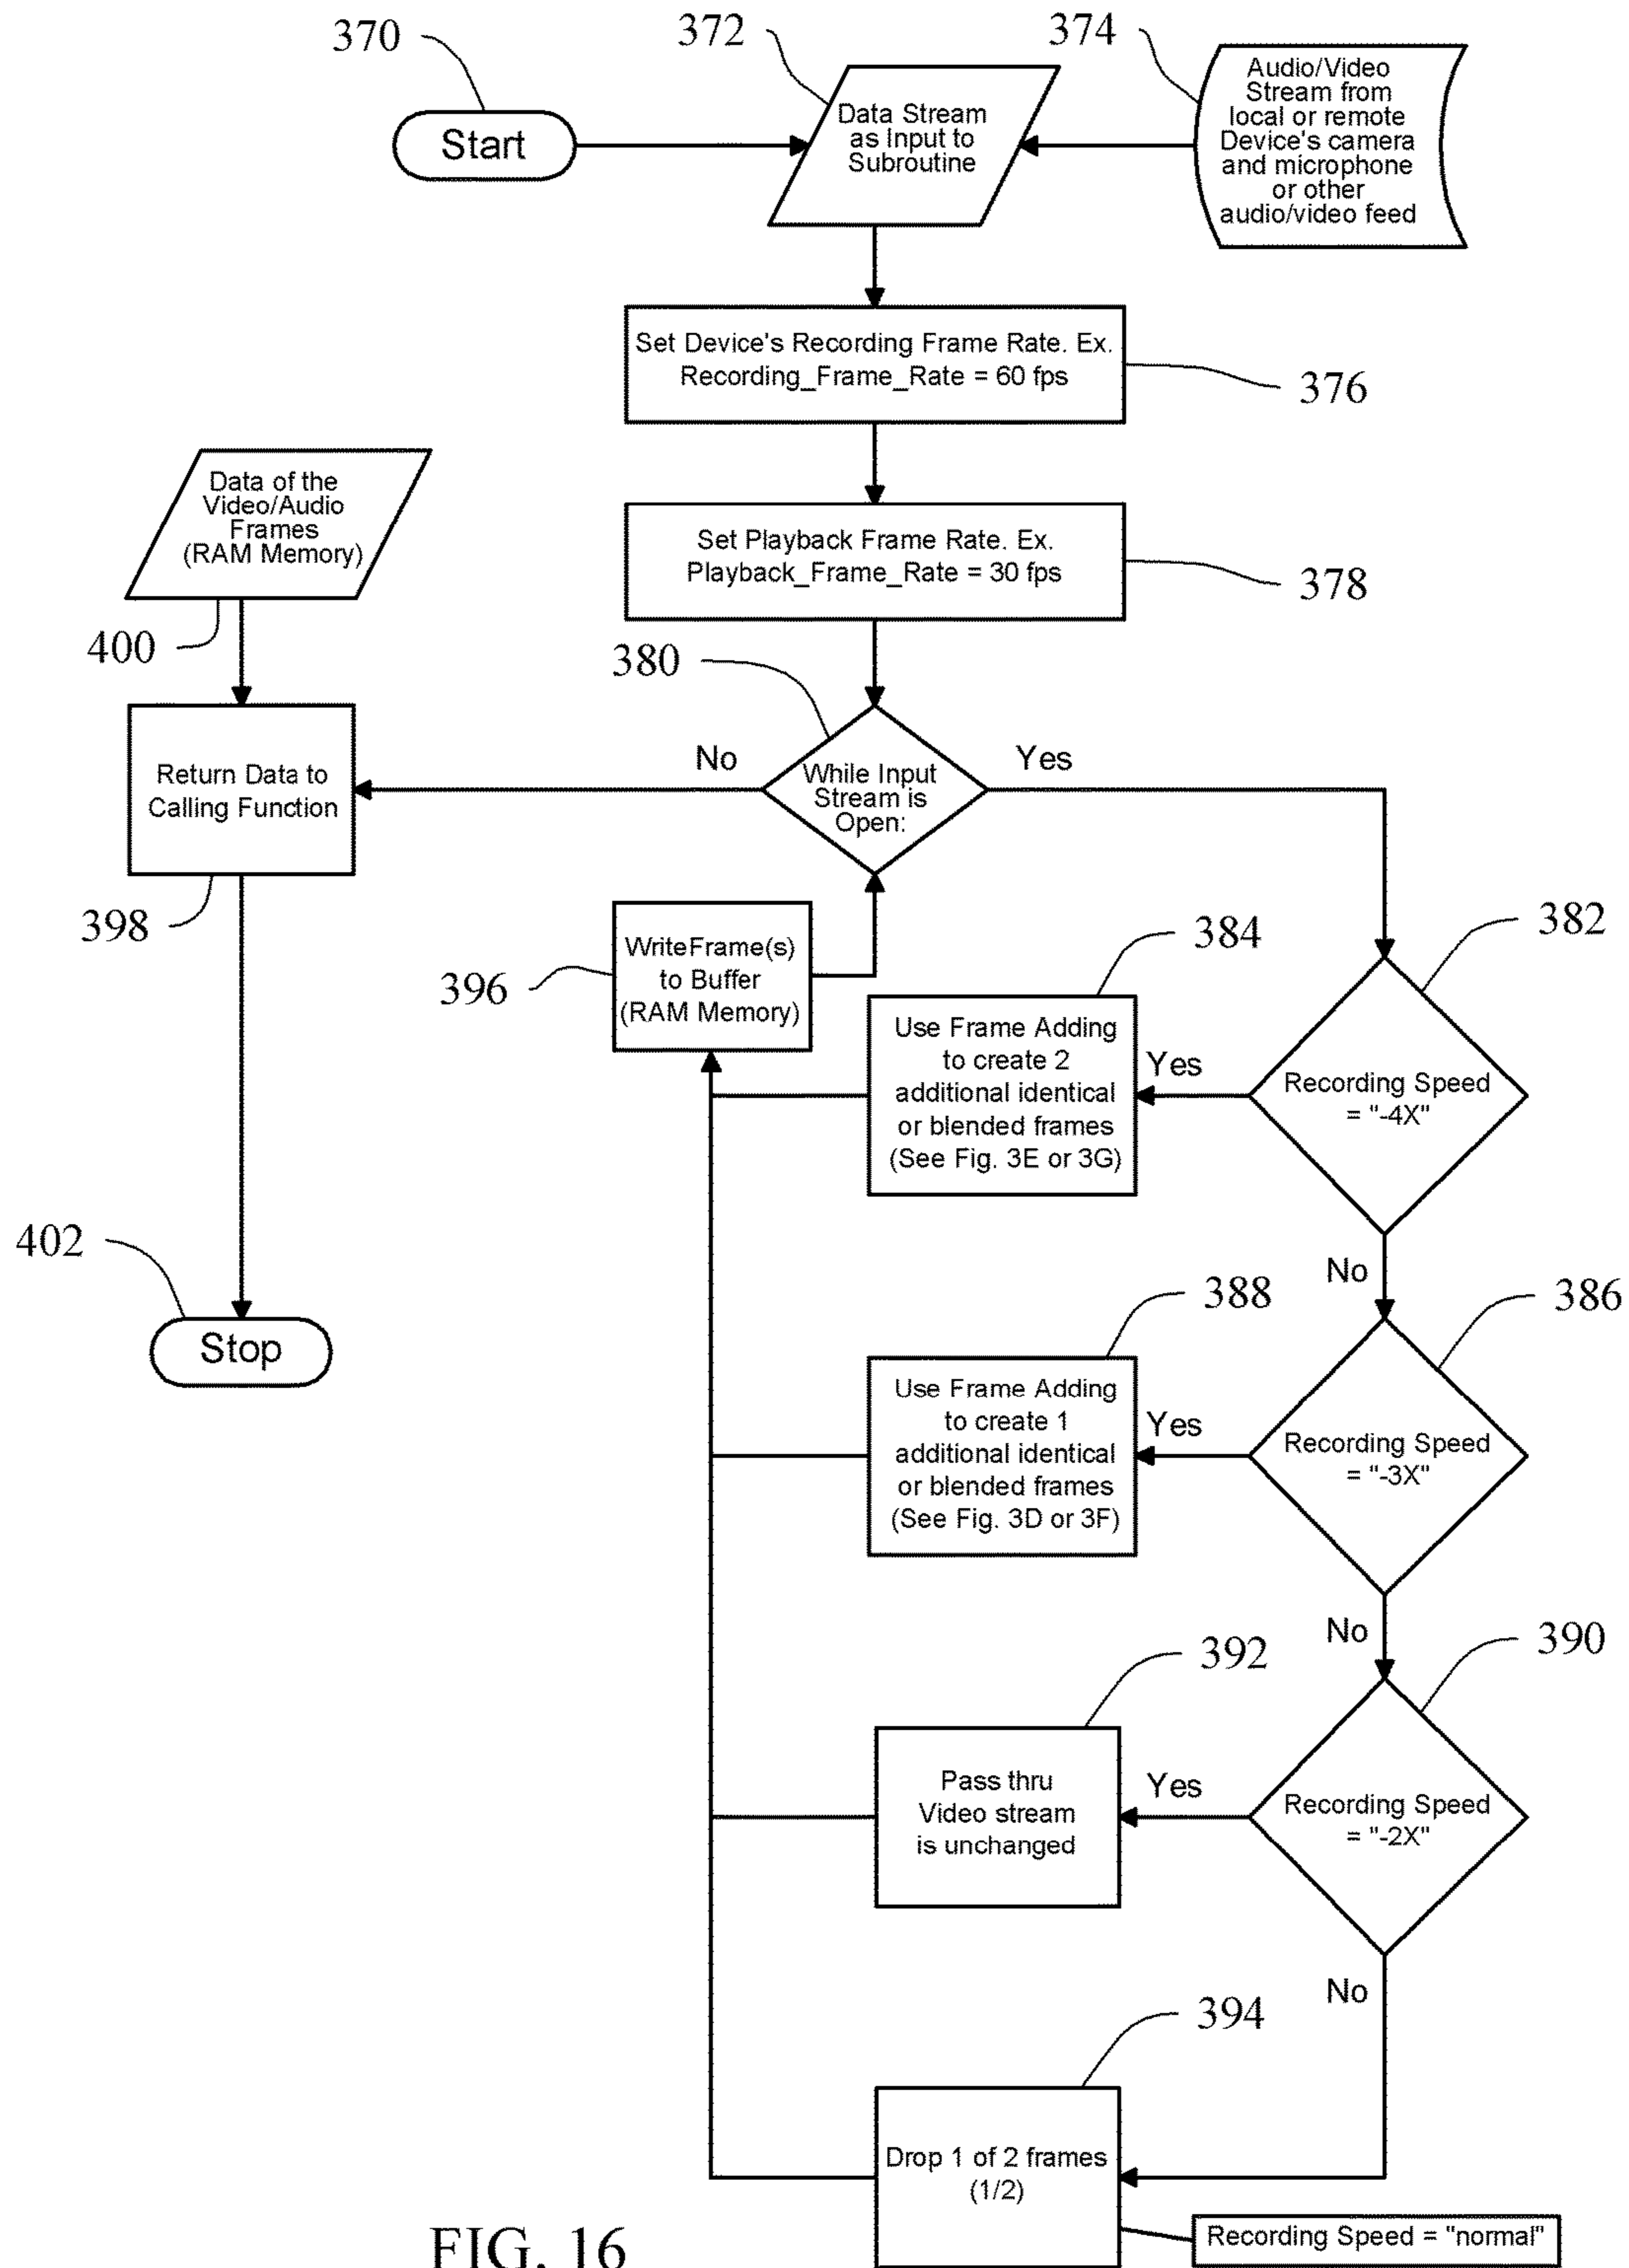 370
372
374
Start
Data Stream
as Input to
Subroutine
Audio/Video
Stream from
local or remote
Device's camera
and microphone
or other
audio/video feed
Set Device's Recording Frame Rate. Ex.
Recording_Frame_Rate = 60 fps
376
Data of the
Video/Audio
Frames
(RAM Memory)
400
Set Playback Frame Rate. Ex.
Playback_Frame_Rate = 30 fps
378
380
No
Yes
While Input
Stream is
Open:
Return Data to
Calling Function
398
WriteFrame(s)
to Buffer
(RAM Memory)
396
384
382
Use Frame Adding
to create 2
additional identical
or blended frames
(See Fig. 3E or 3G)
Yes
Recording Speed
= "-4X"
No
402
Stop
388
386
Use Frame Adding
to create 1
additional identical
or blended frames
(See Fig. 3D or 3F)
Yes
Recording Speed
= "-3X"
No
392
390
Pass thru
Video stream
is unchanged
Yes
Recording Speed
= "-2X"
No
394
Drop 1 of 2 frames
(1/2)
Recording Speed = "normal"
FIG. 16